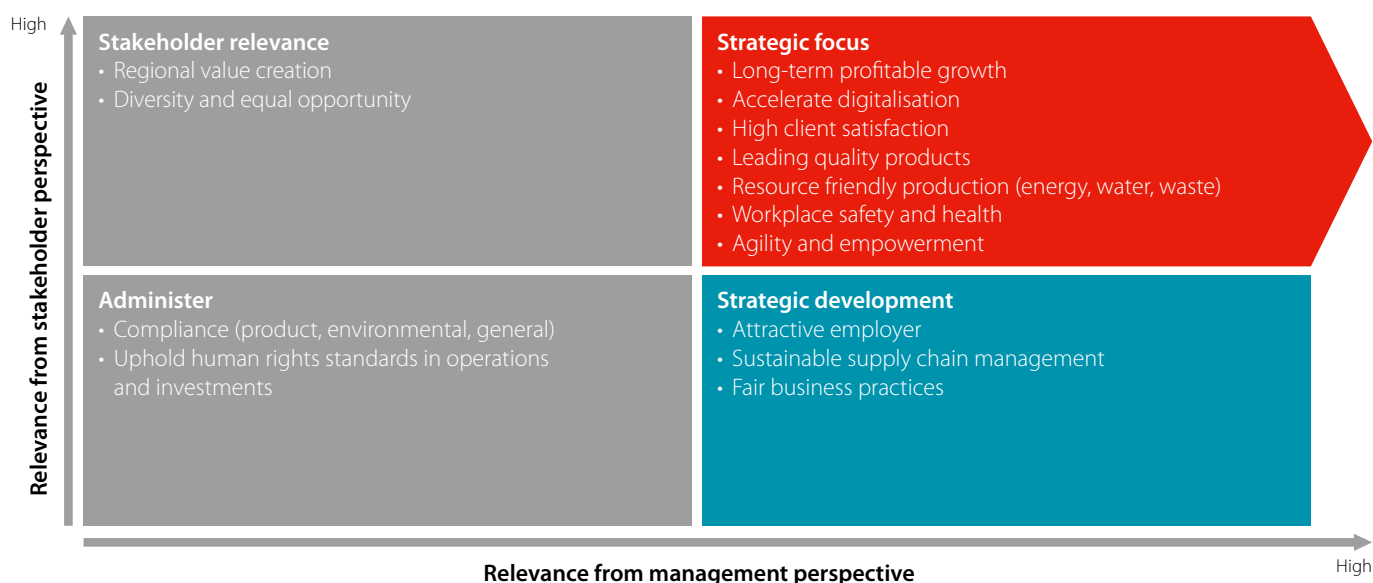 High
Relevance from stakeholder perspective
Stakeholder relevance
• Regional value creation
• Diversity and equal opportunity
Strategic focus
• Long-term profitable growth
• Accelerate digitalisation
• High client satisfaction
• Leading quality products
• Resource friendly production (energy, water, waste)
• Workplace safety and health
• Agility and empowerment
Administer
• Compliance (product, environmental, general)
• Uphold human rights standards in operations
and investments
Strategic development
• Attractive employer
• Sustainable supply chain management
• Fair business practices
High
Relevance from management perspective